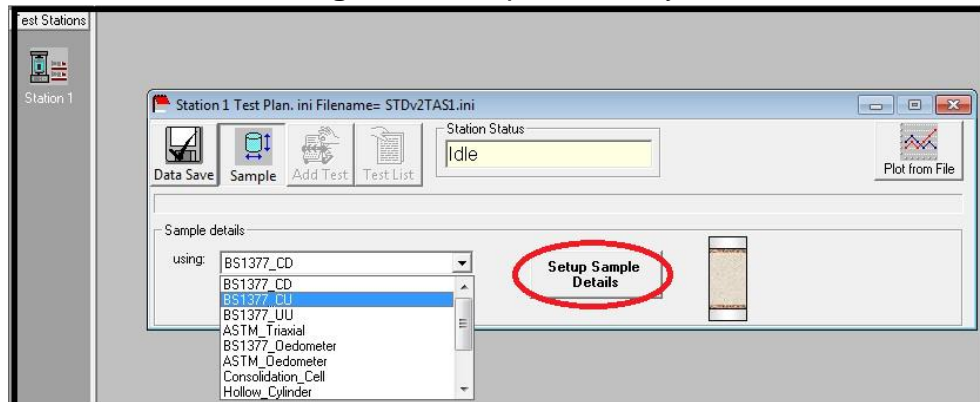 Test Stations
Station 1
Station 1 Test Plan. ini Filename= STDv2TAS1.ini
Data Save
Sample
Add Test
Test List
Station Status
Idle
Plot from File
Sample details
using:
BS1377_CD
Setup Sample
Details
BS1377_CD
BS1377_CU
BS1377_UU
ASTM_Triaxial
BS1377_Oedometer
ASTM_Oedometer
Consolidation_Cell
Hollow_Cylinder